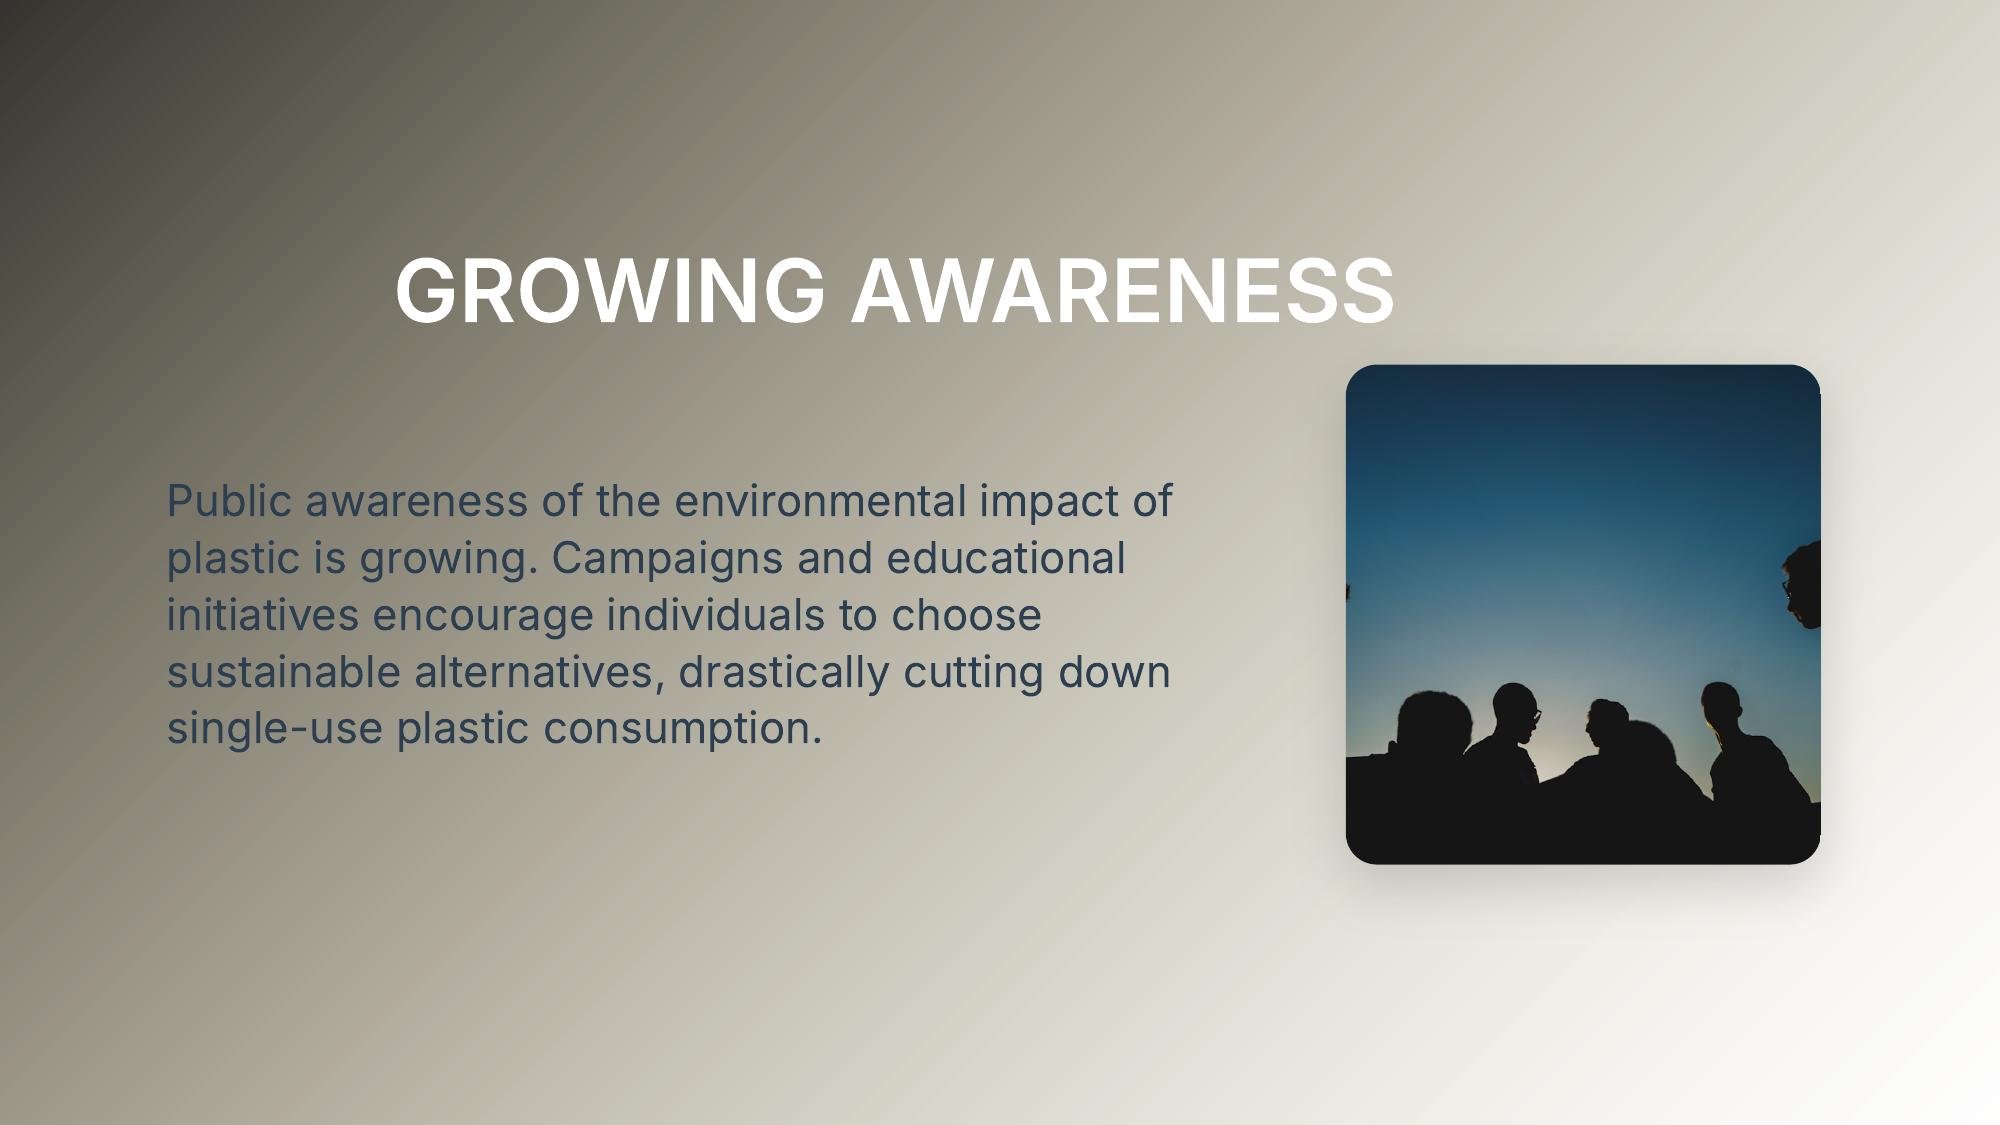 GROWING AWARENESS
Public awareness of the environmental impact of
plastic is growing. Campaigns and educational
initiatives encourage individuals to choose
sustainable alternatives, drastically cutting down
single-use plastic consumption.